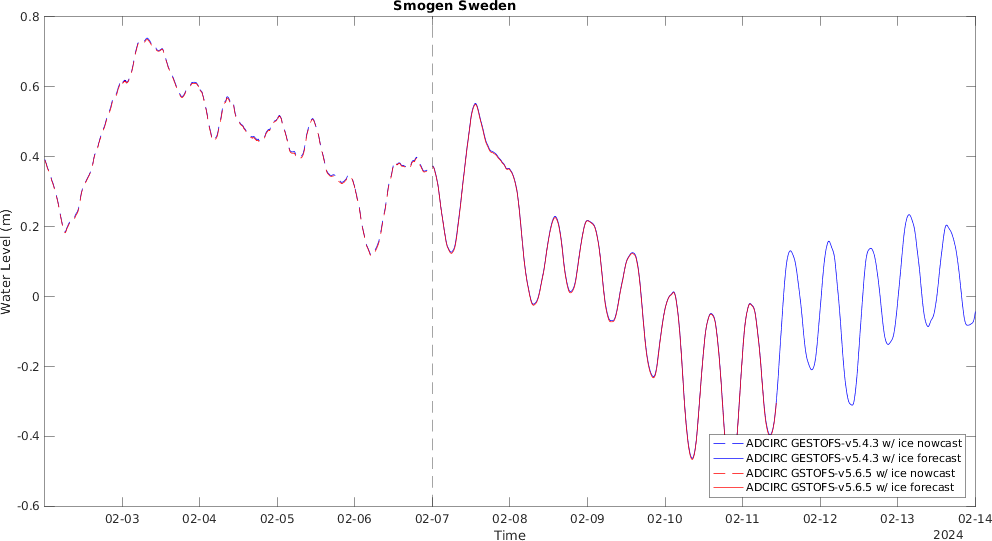 Smogen Sweden
0.8
0.6
0.4
0.2
0
-0.2
-0.4
-0.6
Water Level (m)
ADCIRC GESTOFS-v5.4.3 w/ ice nowcast
ADCIRC GESTOFS-v5.4.3 w/ ice forecast
ADCIRC GSTOFS-v5.6.5 w/ ice nowcast
ADCIRC GSTOFS-v5.6.5 w/ ice forecast
02-03 02-04 02-05 02-06 02-07 02-08 02-09 02-10 02-11 02-12 02-13 02-14
Time
2024